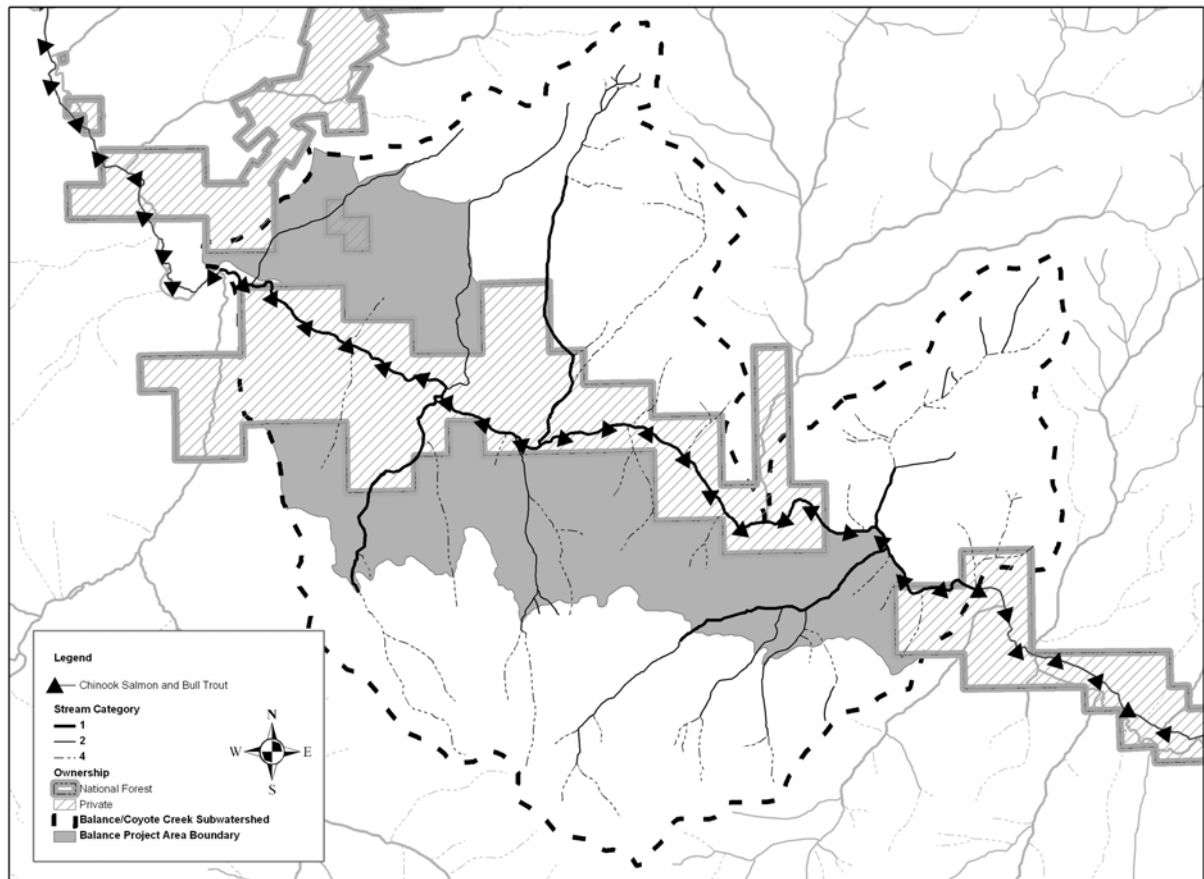 Legend
Chinook Salmon and Bull Trout
Stream Category
1
2
4
Ownership
National Forest
Private
Balance/Coyote Creek Subwatershed
Balance Project Area Boundary
N
W
E
S